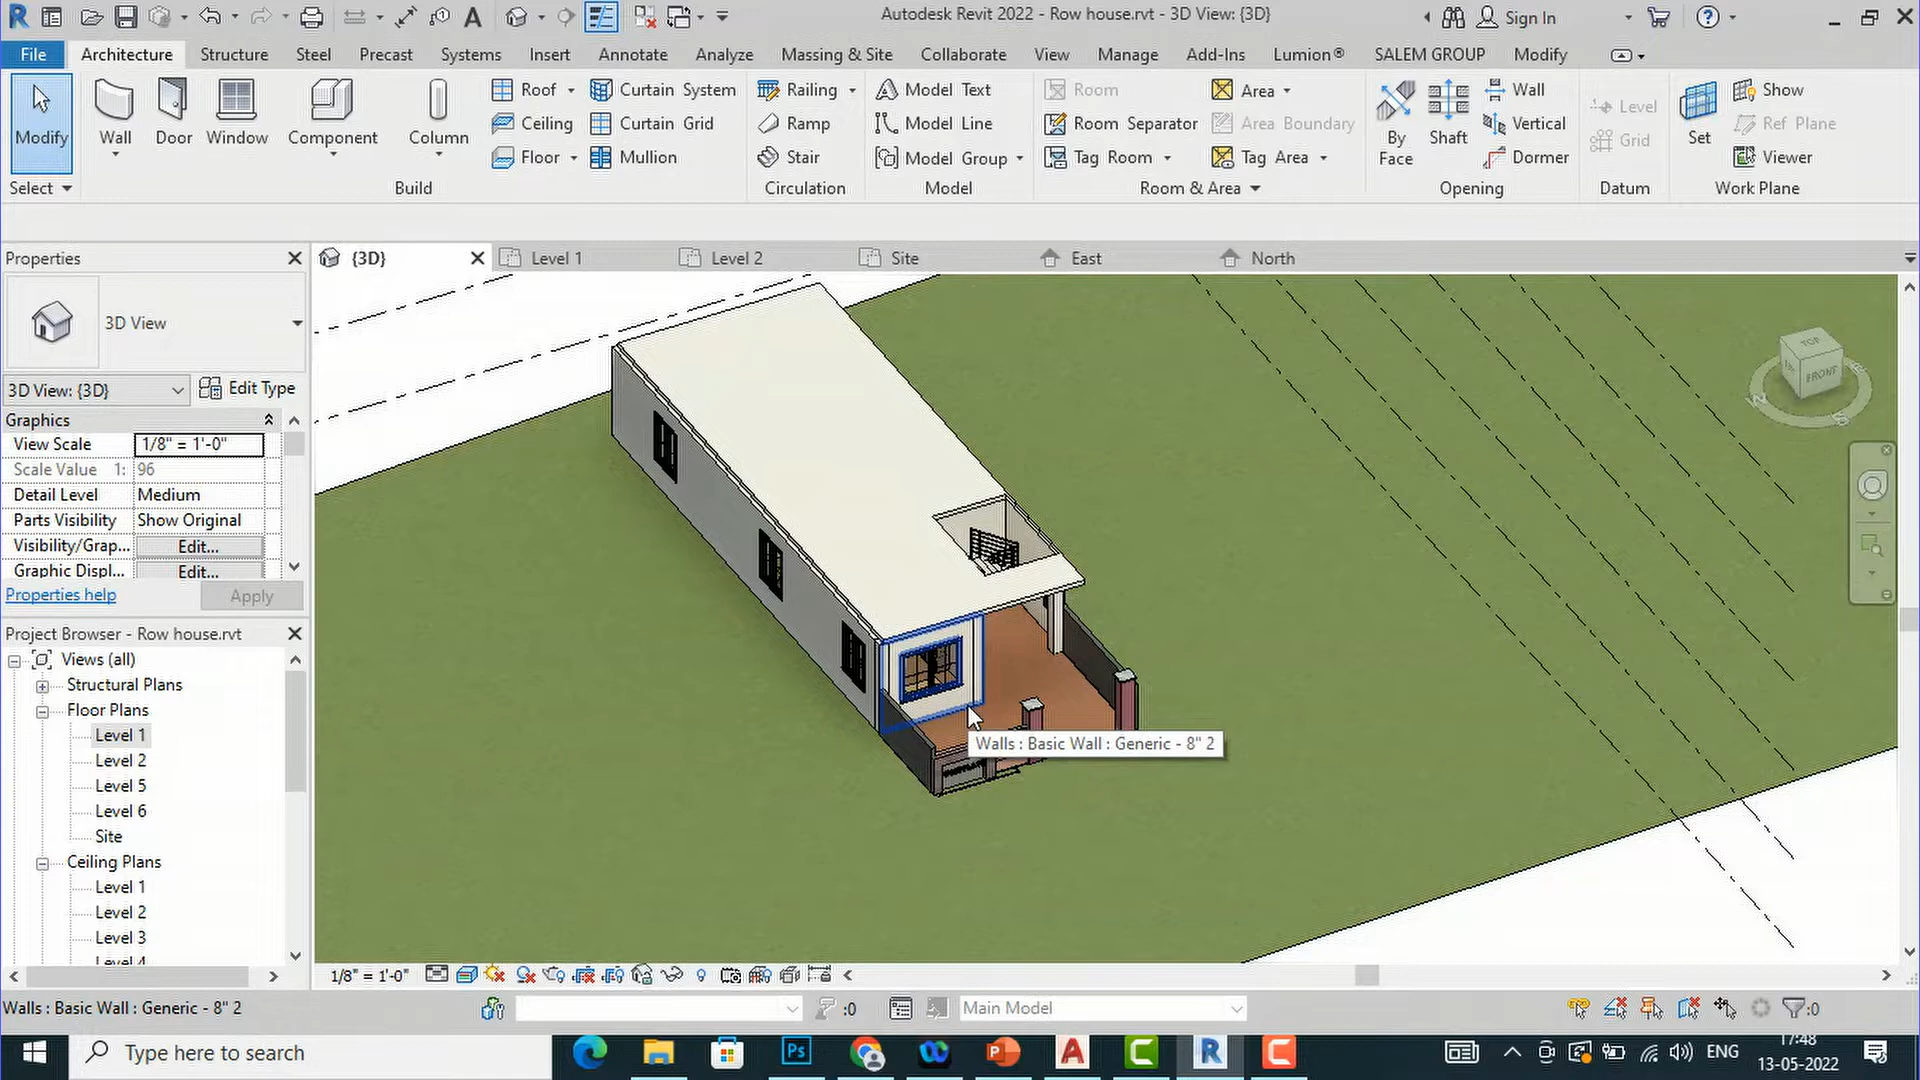 Autodesk Revit 2022 - Row house.rvt - 3D View: {3D}
Sign In
File Architecture Structure Steel Precast Systems Insert Annotate Analyze Massing & Site Collaborate View Manage Add-Ins Lumion® SALEM GROUP Modify
Modify
Wall
Door
Window
Component
Column
Roof
Ceiling
Floor
Curtain System
Curtain Grid
Mullion
Railing
Ramp
Stair
Model Text
Model Line
Model Group
Room
Room Separator
Tag Room
Area
Area Boundary
Tag Area
By Face
Shaft
Wall
Vertical
Dormer
Level
Grid
Set
Show
Ref Plane
Viewer
Select Build Circulation Model Room & Area Opening Datum Work Plane
Properties
{3D} Level 1 Level 2 Site East North
3D View
3D View: {3D} Edit Type
Graphics
View Scale 1/8" = 1'-0"
Scale Value 1: 96
Detail Level Medium
Parts Visibility Show Original
Visibility/Grap... Edit...
Graphic Displ... Edit...
Properties help Apply
Project Browser - Row house.rvt
Views (all)
Structural Plans
Floor Plans
Level 1
Level 2
Level 5
Level 6
Site
Ceiling Plans
Level 1
Level 2
Level 3
Level 4
TOP
FRONT
Walls : Basic Wall : Generic - 8" 2
1/8" = 1'-0"
Walls : Basic Wall : Generic - 8" 2
:0
Main Model
:0
Type here to search
ENG
17:48
13-05-2022